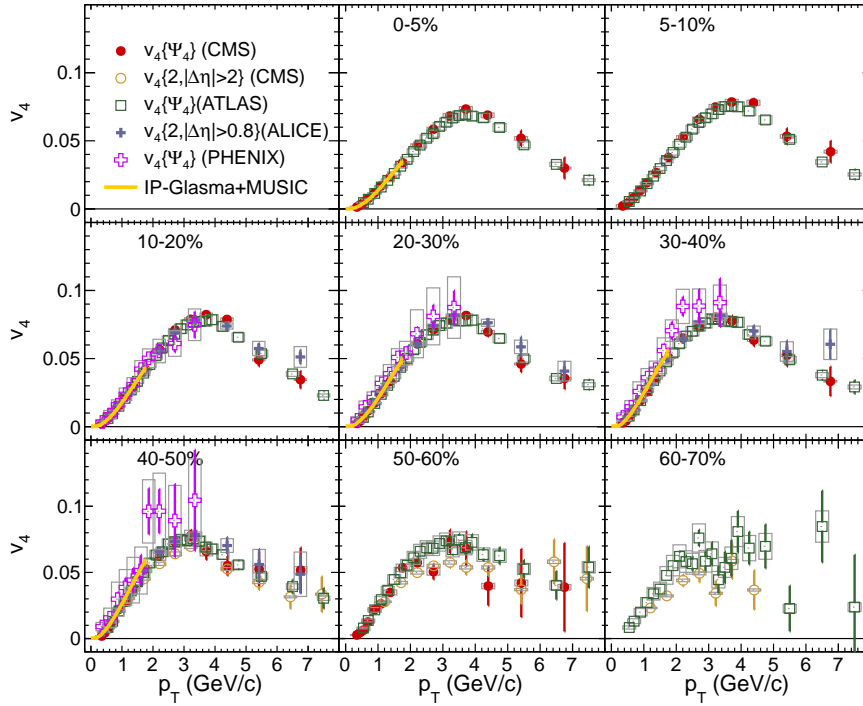 0-5%
5-10%
v₄{Ψ₄} (CMS)
v₄{2,|Δη|>2} (CMS)
v₄{Ψ₄}(ATLAS)
v₄{2,|Δη|>0.8}(ALICE)
v₄{Ψ₄} (PHENIX)
IP-Glasma+MUSIC
v₄
0.1
0.05
0
10-20%
20-30%
30-40%
v₄
0.1
0.05
0
40-50%
50-60%
60-70%
v₄
0.1
0.05
0
0 1 2 3 4 5 6 7
0 1 2 3 4 5 6 7
0 1 2 3 4 5 6 7
p_T (GeV/c)
p_T (GeV/c)
p_T (GeV/c)